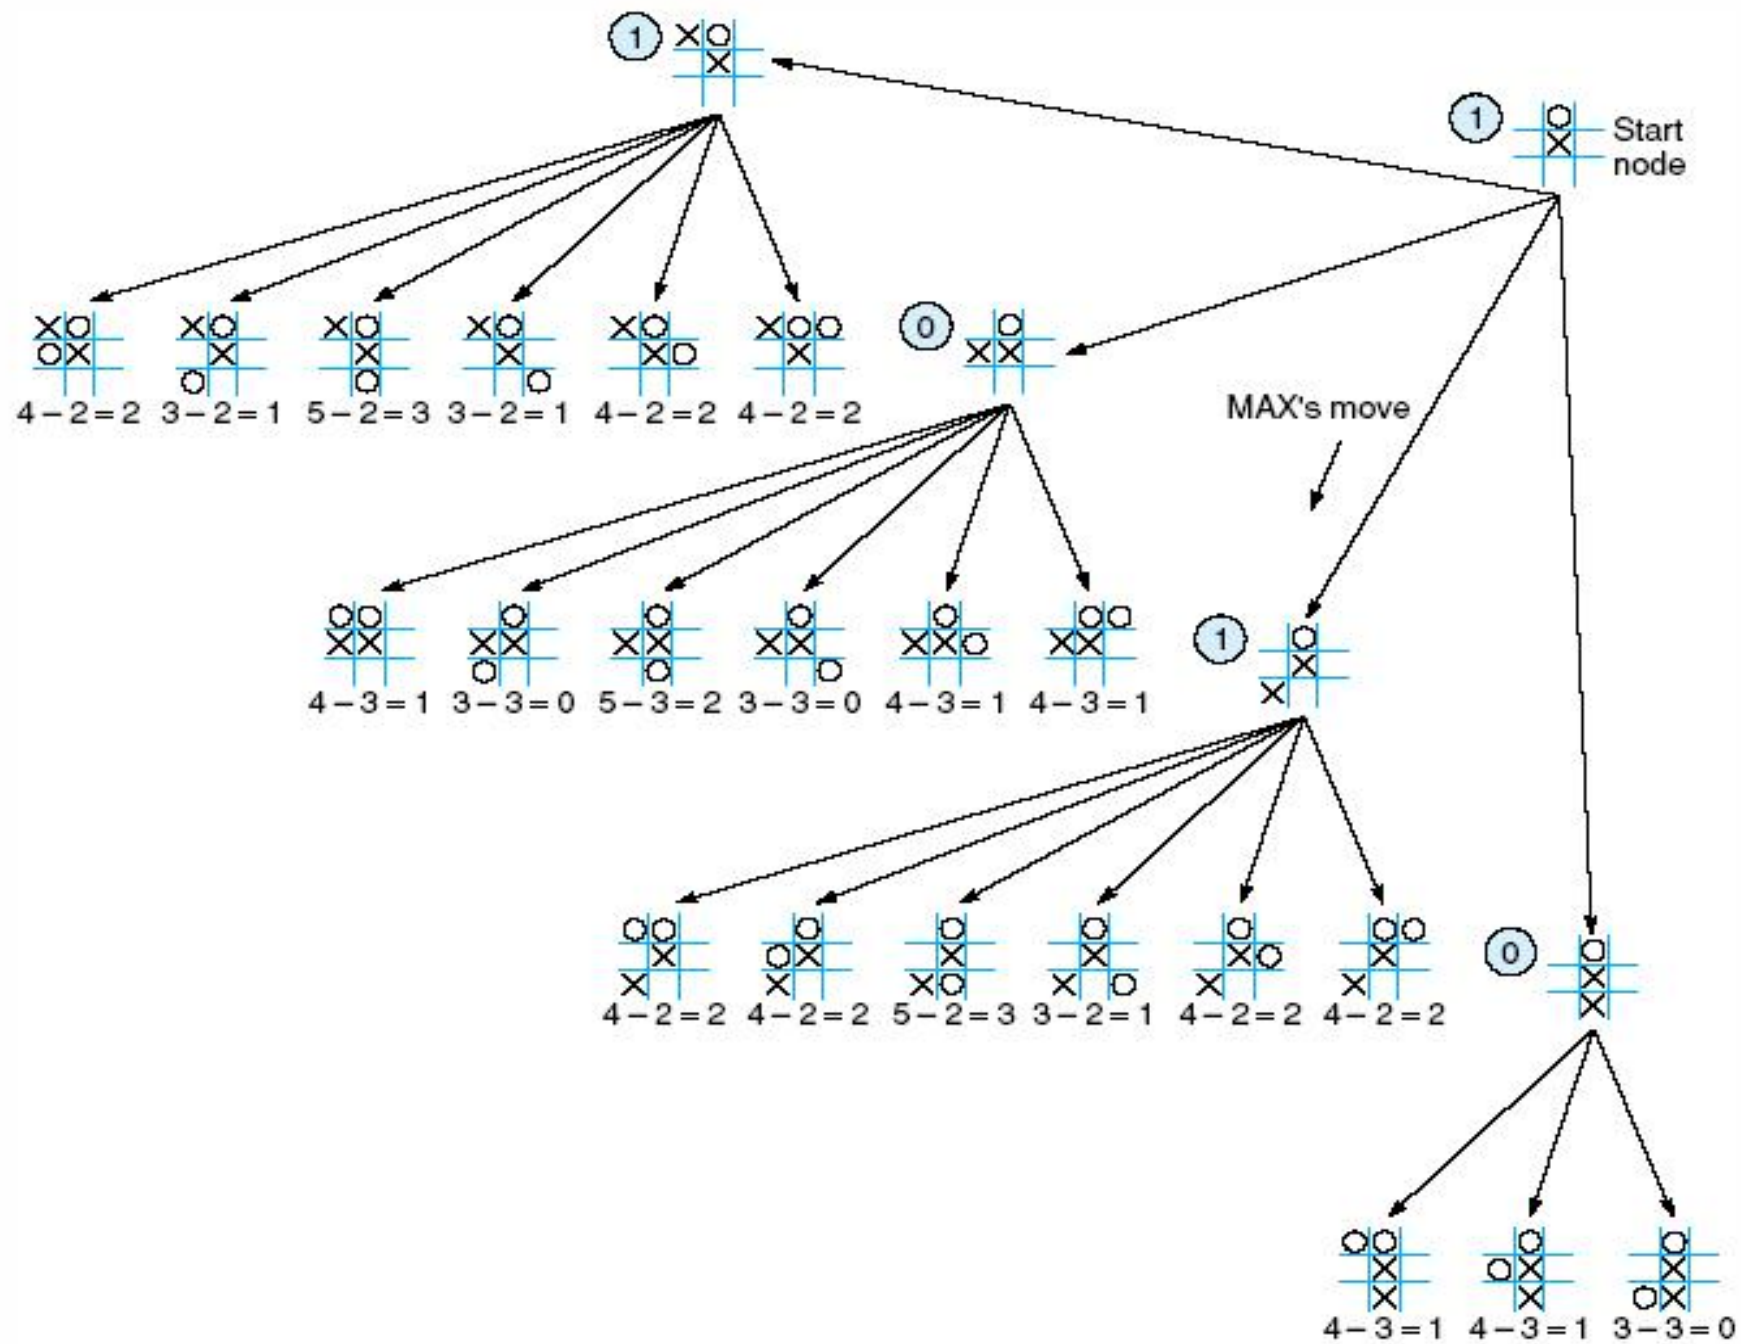 1
1
Start
node
4 – 2 = 2
3 – 2 = 1
5 – 2 = 3
3 – 2 = 1
4 – 2 = 2
4 – 2 = 2
0
MAX's move
4 – 3 = 1
3 – 3 = 0
5 – 3 = 2
3 – 3 = 0
4 – 3 = 1
4 – 3 = 1
1
4 – 2 = 2
4 – 2 = 2
5 – 2 = 3
3 – 2 = 1
4 – 2 = 2
4 – 2 = 2
0
4 – 3 = 1
4 – 3 = 1
3 – 3 = 0